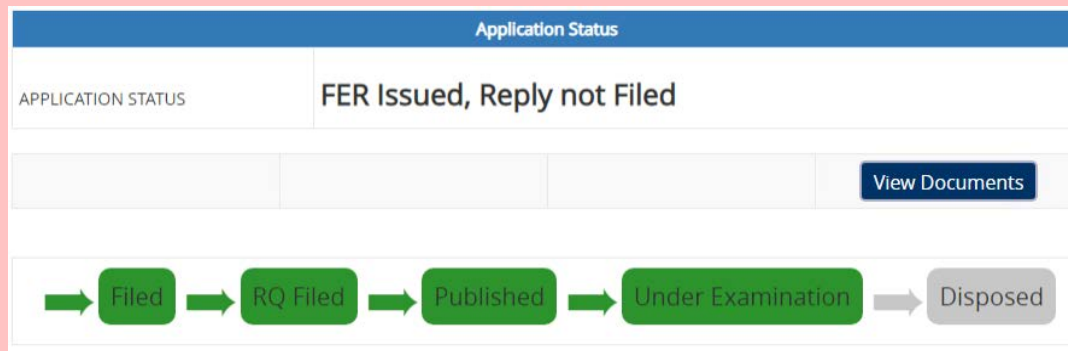 Application Status
APPLICATION STATUS
FER Issued, Reply not Filed
View Documents
Filed RQ Filed Published Under Examination Disposed